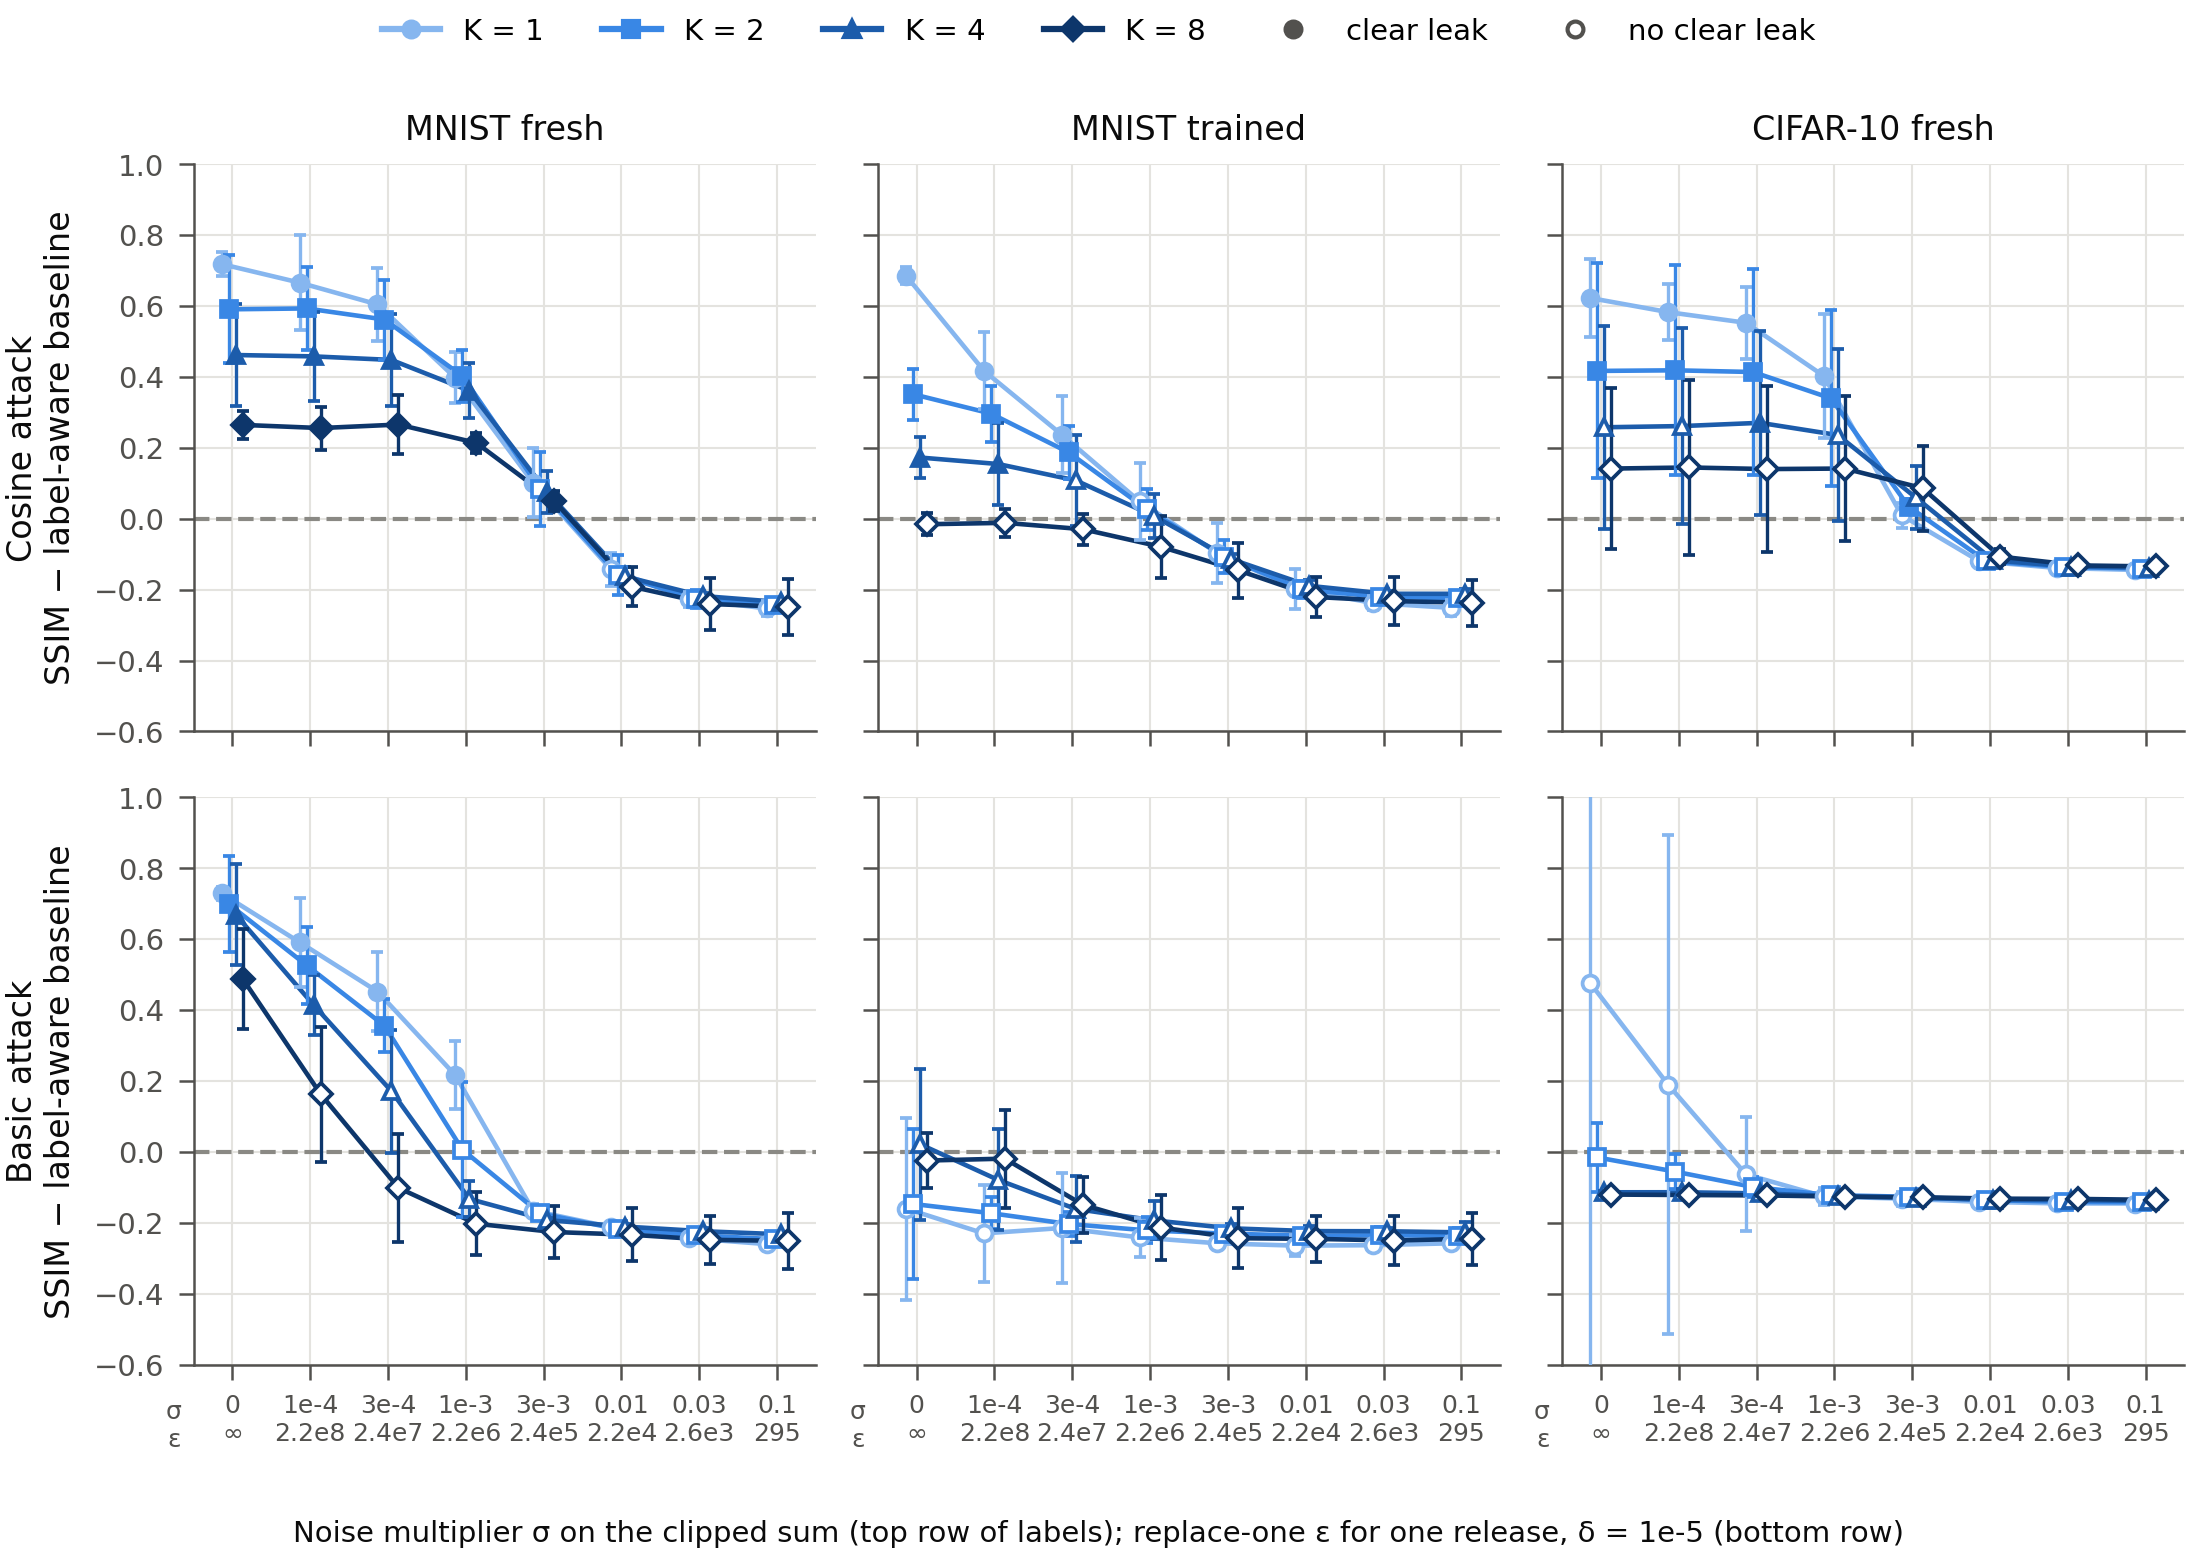 K = 1 K = 2 K = 4 K = 8 clear leak no clear leak
MNIST fresh MNIST trained CIFAR-10 fresh
Cosine attack
SSIM − label-aware baseline
1.0
0.8
0.6
0.4
0.2
0.0
−0.2
−0.4
−0.6
Basic attack
SSIM − label-aware baseline
1.0
0.8
0.6
0.4
0.2
0.0
−0.2
−0.4
−0.6
σ 0 1e-4 3e-4 1e-3 3e-3 0.01 0.03 0.1
ε ∞ 2.2e8 2.4e7 2.2e6 2.4e5 2.2e4 2.6e3 295
σ 0 1e-4 3e-4 1e-3 3e-3 0.01 0.03 0.1
ε ∞ 2.2e8 2.4e7 2.2e6 2.4e5 2.2e4 2.6e3 295
σ 0 1e-4 3e-4 1e-3 3e-3 0.01 0.03 0.1
ε ∞ 2.2e8 2.4e7 2.2e6 2.4e5 2.2e4 2.6e3 295
Noise multiplier σ on the clipped sum (top row of labels); replace-one ε for one release, δ = 1e-5 (bottom row)